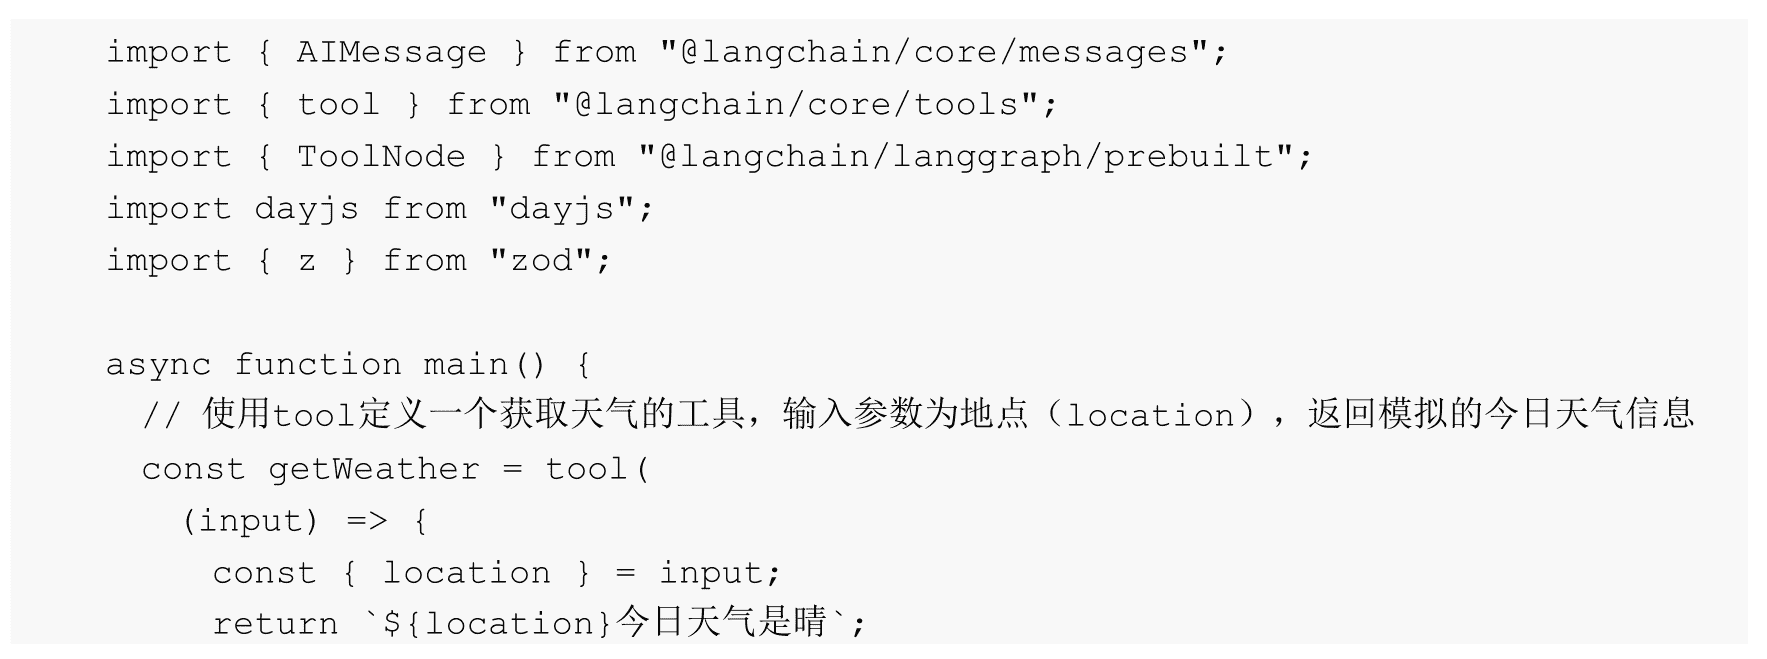 import { AIMessage } from "@langchain/core/messages";
import { tool } from "@langchain/core/tools";
import { ToolNode } from "@langchain/langgraph/prebuilt";
import dayjs from "dayjs";
import { z } from "zod";

async function main() {
  // 使用tool定义一个获取天气的工具，输入参数为地点（location），返回模拟的今日天气信息
  const getWeather = tool(
    (input) => {
      const { location } = input;
      return `${location}今日天气是晴`;